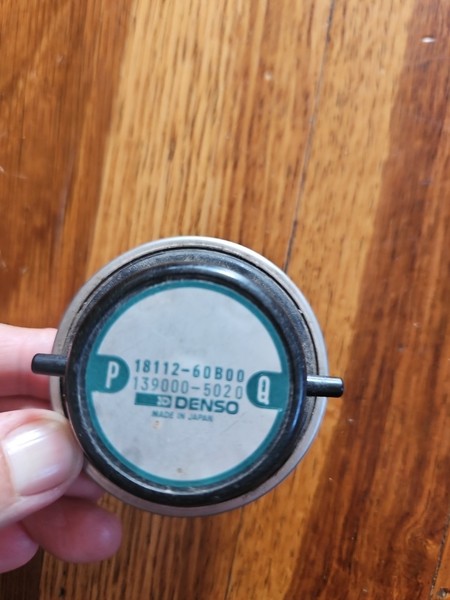 18112-60B00
P 139000-5020 Q
DENSO
MADE IN JAPAN